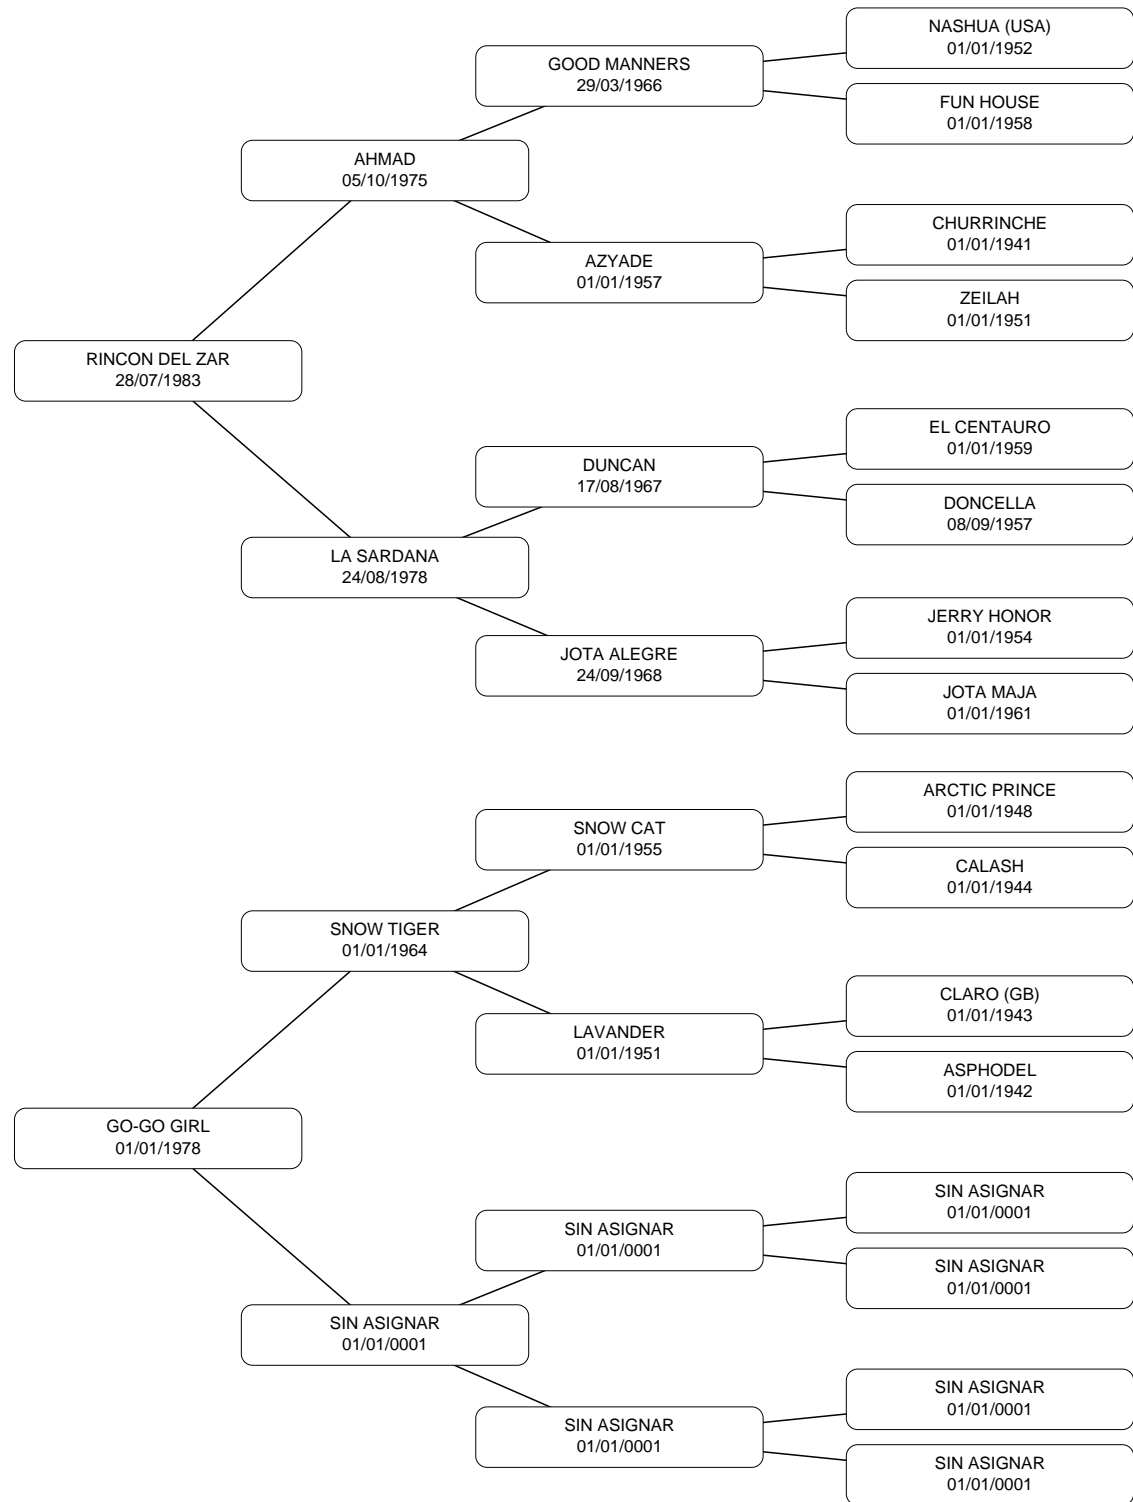 NASHUA (USA)
01/01/1952
GOOD MANNERS
29/03/1966
FUN HOUSE
01/01/1958
AHMAD
05/10/1975
CHURRINCHE
01/01/1941
AZYADE
01/01/1957
ZEILAH
01/01/1951
RINCON DEL ZAR
28/07/1983
EL CENTAURO
01/01/1959
DUNCAN
17/08/1967
DONCELLA
08/09/1957
LA SARDANA
24/08/1978
JERRY HONOR
01/01/1954
JOTA ALEGRE
24/09/1968
JOTA MAJA
01/01/1961
ARCTIC PRINCE
01/01/1948
SNOW CAT
01/01/1955
CALASH
01/01/1944
SNOW TIGER
01/01/1964
CLARO (GB)
01/01/1943
LAVANDER
01/01/1951
ASPHODEL
01/01/1942
GO-GO GIRL
01/01/1978
SIN ASIGNAR
01/01/0001
SIN ASIGNAR
01/01/0001
SIN ASIGNAR
01/01/0001
SIN ASIGNAR
01/01/0001
SIN ASIGNAR
01/01/0001
SIN ASIGNAR
01/01/0001
SIN ASIGNAR
01/01/0001